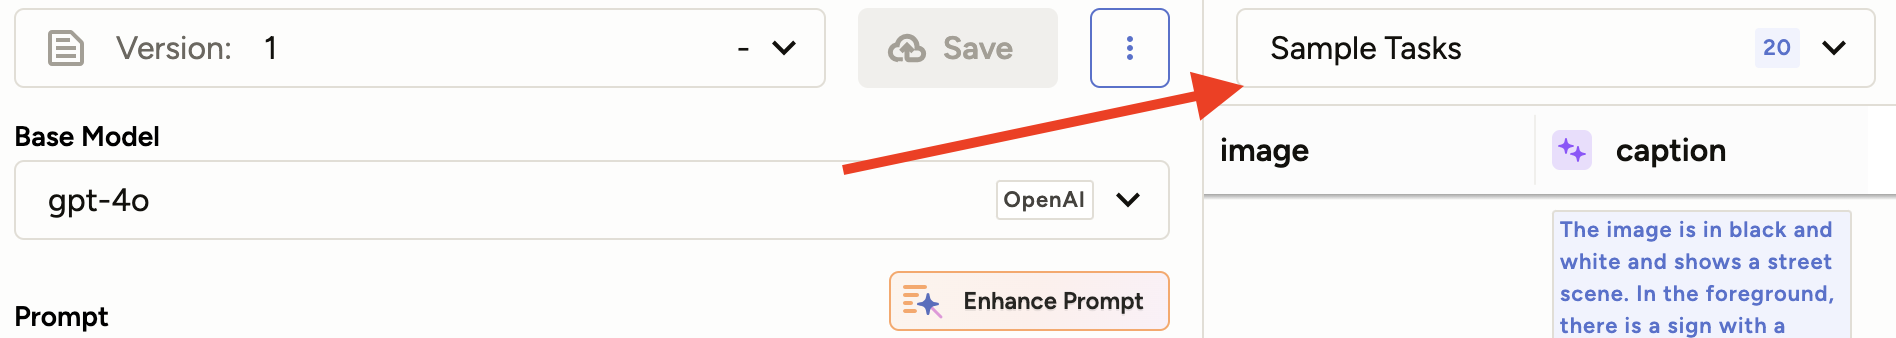 Version: 1 -
Save
Sample Tasks 20
Base Model
gpt-4o OpenAI
Prompt
Enhance Prompt
image caption
The image is in black and
white and shows a street
scene. In the foreground,
there is a sign with a